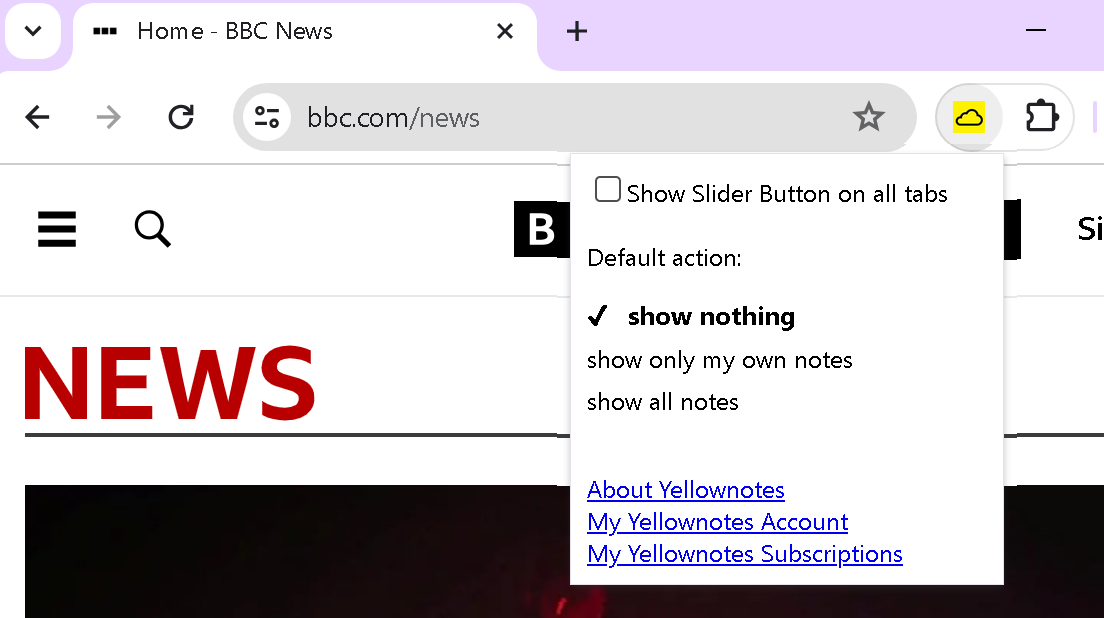 Home - BBC News
bbc.com/news
Show Slider Button on all tabs
B
Si
Default action:
✔ show nothing
show only my own notes
show all notes
NEWS
About Yellownotes
My Yellownotes Account
My Yellownotes Subscriptions